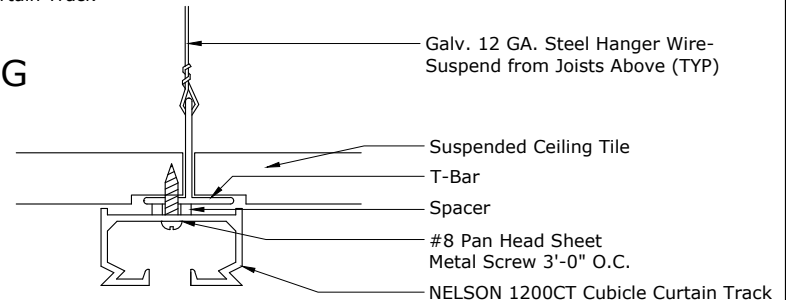 G
Galv. 12 GA. Steel Hanger Wire-
Suspend from Joists Above (TYP)
Suspended Ceiling Tile
T-Bar
Spacer
#8 Pan Head Sheet
Metal Screw 3'-0" O.C.
NELSON 1200CT Cubicle Curtain Track